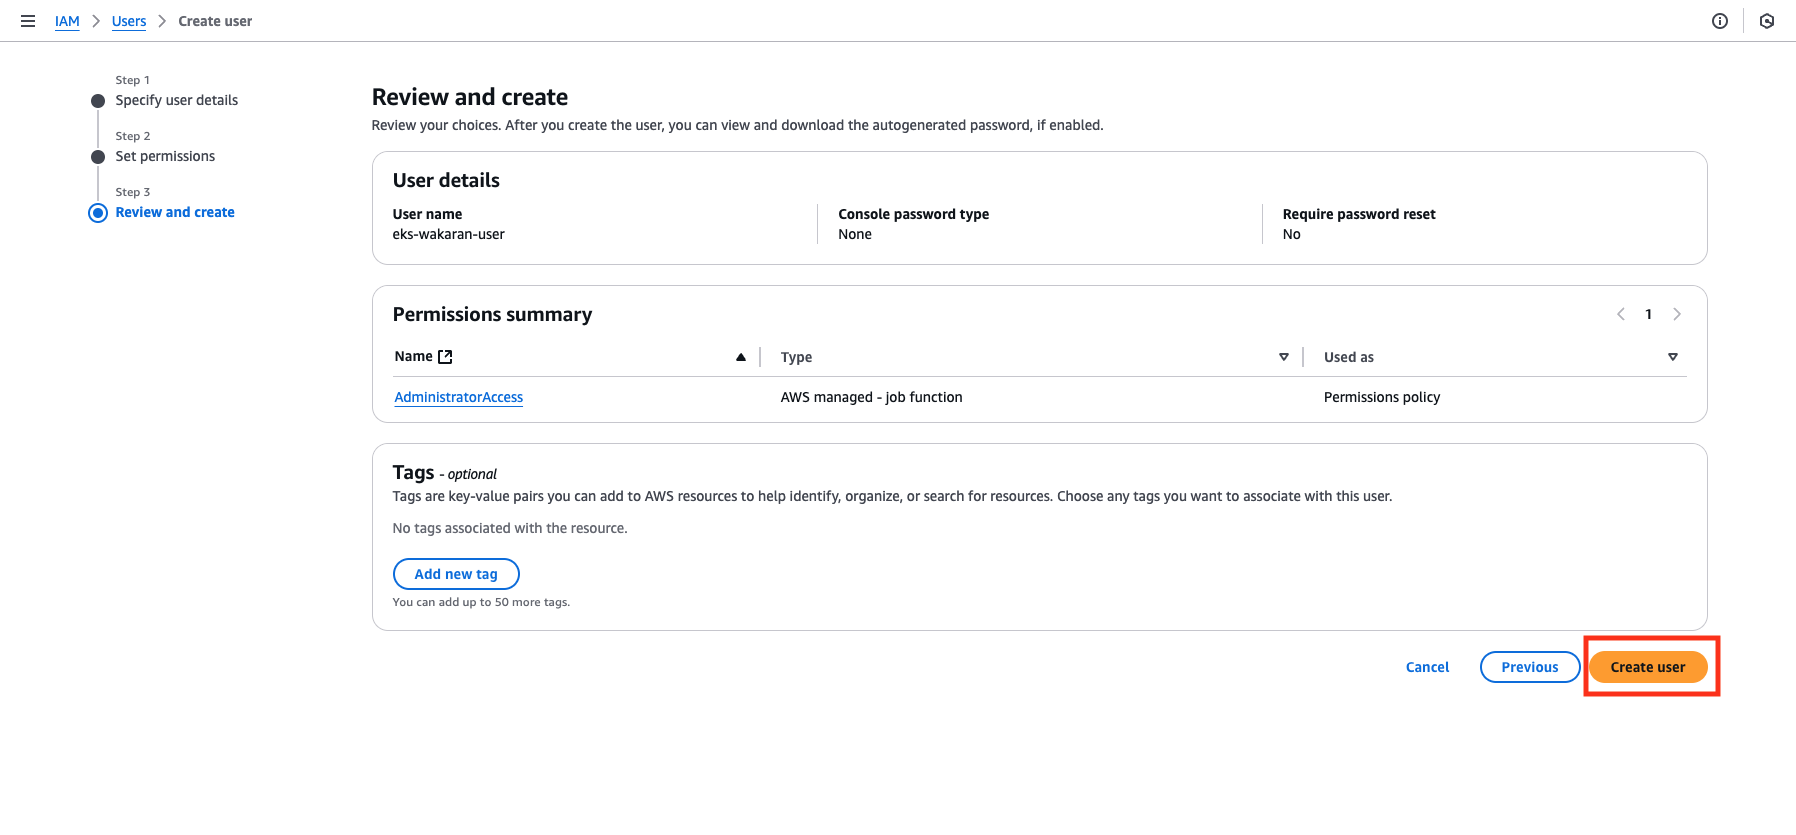 IAM > Users > Create user
Step 1
Specify user details
Step 2
Set permissions
Step 3
Review and create
Review and create
Review your choices. After you create the user, you can view and download the autogenerated password, if enabled.
User details
User name
eks-wakaran-user
Console password type
None
Require password reset
No
Permissions summary
1
Name Type Used as
AdministratorAccess AWS managed - job function Permissions policy
Tags - optional
Tags are key-value pairs you can add to AWS resources to help identify, organize, or search for resources. Choose any tags you want to associate with this user.
No tags associated with the resource.
Add new tag
You can add up to 50 more tags.
Cancel Previous Create user